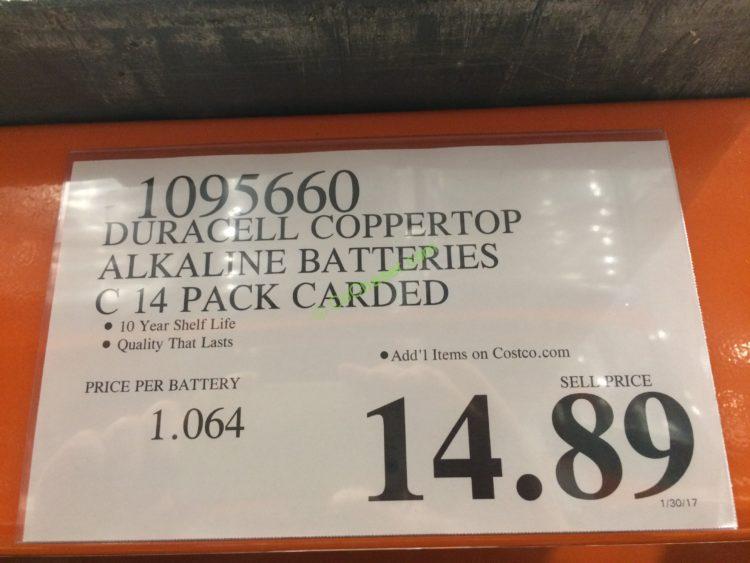 1095660
DURACELL COPPERTOP
ALKALINE BATTERIES
C 14 PACK CARDED
• 10 Year Shelf Life
• Quality That Lasts
• Add'l Items on Costco.com
PRICE PER BATTERY
1.064
SELL PRICE
14.89
1/30/17